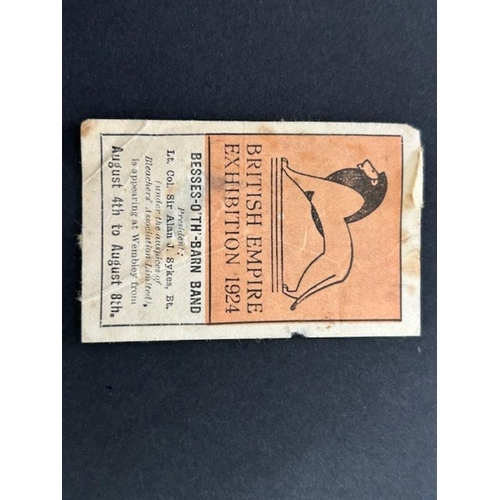 BRITISH EMPIRE
EXHIBITION 1924
BESSES-O'-TH'-BARN BAND
President:
Lt. Col. Sir Alan J. Sykes, Bt.
(under the auspices of
Bleachers' Association Limited),
is appearing at Wembley from
August 4th to August 8th.